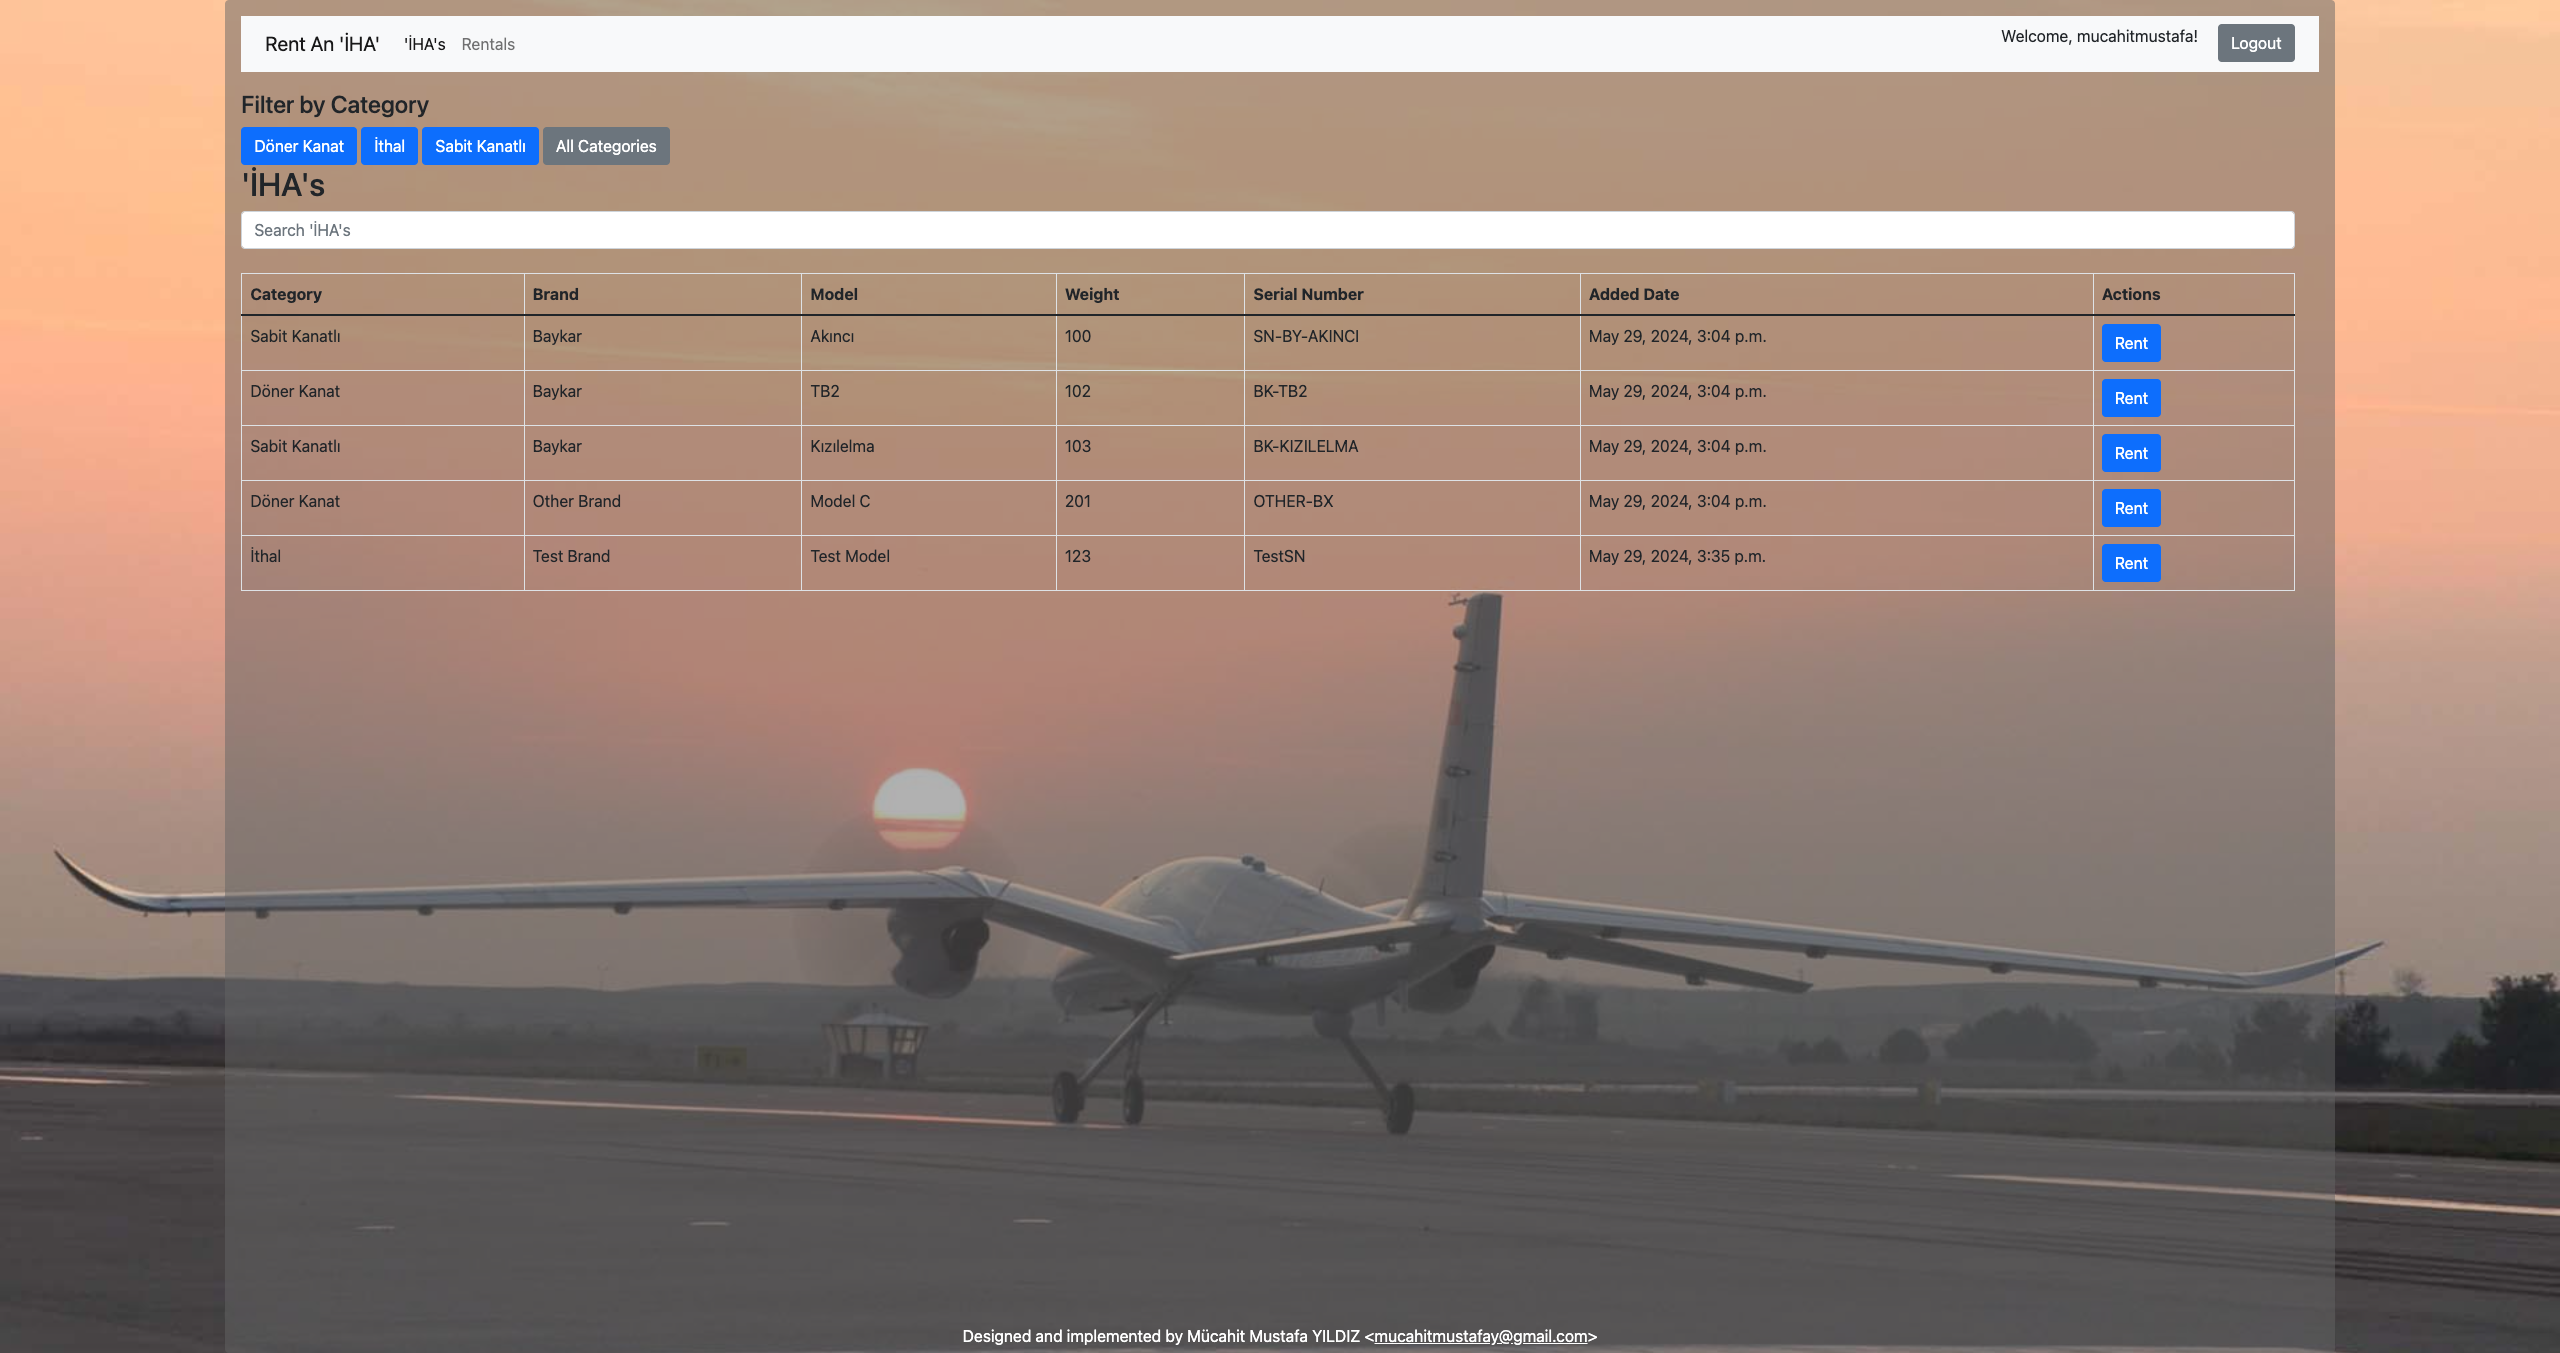 Rent An 'İHA' 'İHA's Rentals Welcome, mucahitmustafa! Logout
Filter by Category
Döner Kanat İthal Sabit Kanatlı All Categories
'İHA's
Search 'İHA's
Category Brand Model Weight Serial Number Added Date Actions
Sabit Kanatlı Baykar Akıncı 100 SN-BY-AKINCI May 29, 2024, 3:04 p.m. Rent
Döner Kanat Baykar TB2 102 BK-TB2 May 29, 2024, 3:04 p.m. Rent
Sabit Kanatlı Baykar Kızılelma 103 BK-KIZILELMA May 29, 2024, 3:04 p.m. Rent
Döner Kanat Other Brand Model C 201 OTHER-BX May 29, 2024, 3:04 p.m. Rent
İthal Test Brand Test Model 123 TestSN May 29, 2024, 3:35 p.m. Rent
Designed and implemented by Mücahit Mustafa YILDIZ <mucahitmustafay@gmail.com>